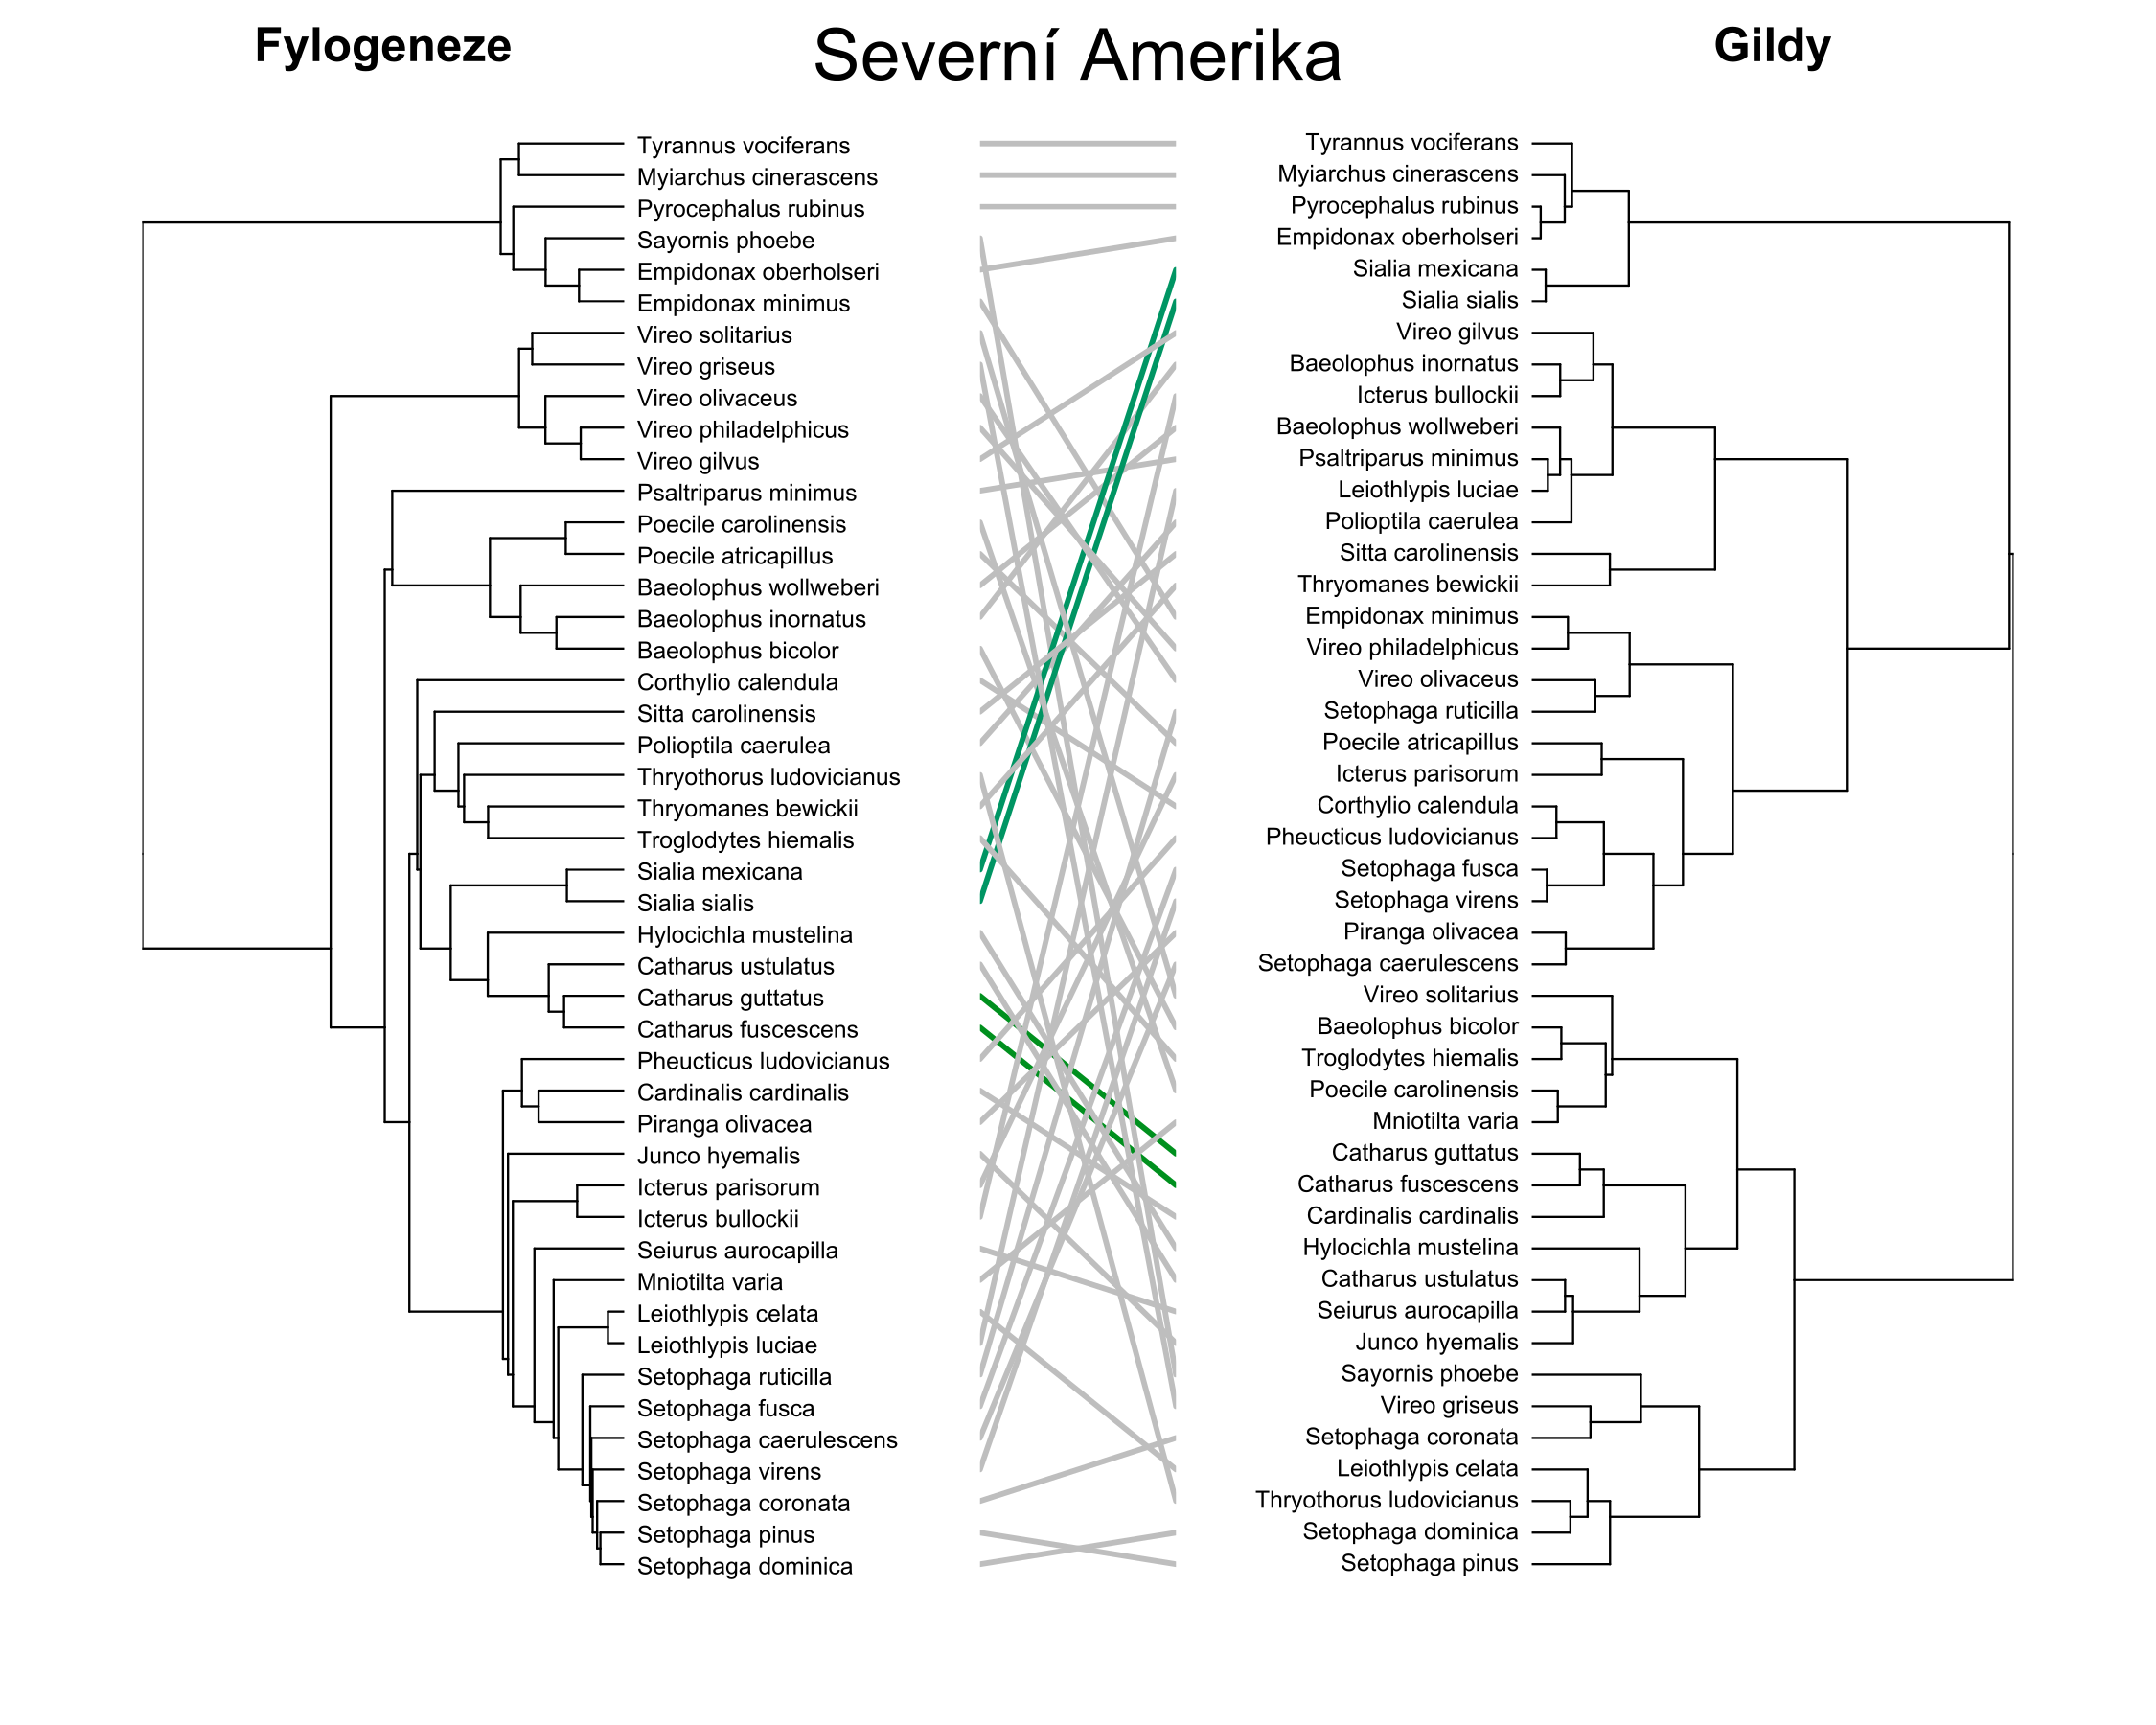 Fylogeneze
Severní Amerika
Gildy
Tyrannus vociferans
Myiarchus cinerascens
Pyrocephalus rubinus
Sayornis phoebe
Empidonax oberholseri
Empidonax minimus
Vireo solitarius
Vireo griseus
Vireo olivaceus
Vireo philadelphicus
Vireo gilvus
Psaltriparus minimus
Poecile carolinensis
Poecile atricapillus
Baeolophus wollweberi
Baeolophus inornatus
Baeolophus bicolor
Corthylio calendula
Sitta carolinensis
Polioptila caerulea
Thryothorus ludovicianus
Thryomanes bewickii
Troglodytes hiemalis
Sialia mexicana
Sialia sialis
Hylocichla mustelina
Catharus ustulatus
Catharus guttatus
Catharus fuscescens
Pheucticus ludovicianus
Cardinalis cardinalis
Piranga olivacea
Junco hyemalis
Icterus parisorum
Icterus bullockii
Seiurus aurocapilla
Mniotilta varia
Leiothlypis celata
Leiothlypis luciae
Setophaga ruticilla
Setophaga fusca
Setophaga caerulescens
Setophaga virens
Setophaga coronata
Setophaga pinus
Setophaga dominica
Tyrannus vociferans
Myiarchus cinerascens
Pyrocephalus rubinus
Empidonax oberholseri
Sialia mexicana
Sialia sialis
Vireo gilvus
Baeolophus inornatus
Icterus bullockii
Baeolophus wollweberi
Psaltriparus minimus
Leiothlypis luciae
Polioptila caerulea
Sitta carolinensis
Thryomanes bewickii
Empidonax minimus
Vireo philadelphicus
Vireo olivaceus
Setophaga ruticilla
Poecile atricapillus
Icterus parisorum
Corthylio calendula
Pheucticus ludovicianus
Setophaga fusca
Setophaga virens
Piranga olivacea
Setophaga caerulescens
Vireo solitarius
Baeolophus bicolor
Troglodytes hiemalis
Poecile carolinensis
Mniotilta varia
Catharus guttatus
Catharus fuscescens
Cardinalis cardinalis
Hylocichla mustelina
Catharus ustulatus
Seiurus aurocapilla
Junco hyemalis
Sayornis phoebe
Vireo griseus
Setophaga coronata
Leiothlypis celata
Thryothorus ludovicianus
Setophaga dominica
Setophaga pinus